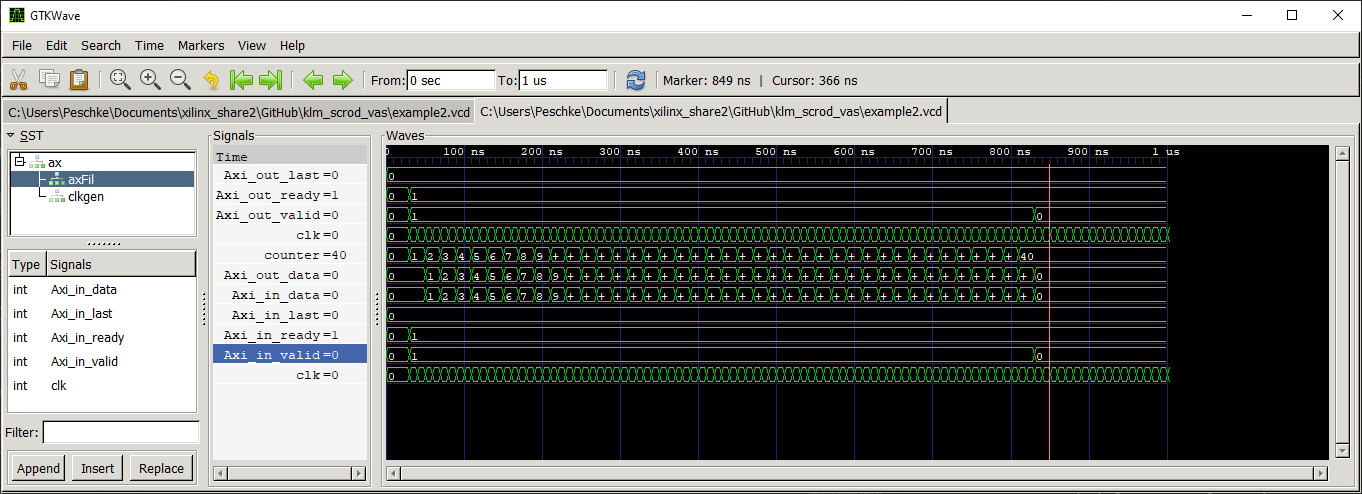 GTKWave
File Edit Search Time Markers View Help
From: 0 sec To: 1 us Marker: 849 ns | Cursor: 366 ns
C:\Users\Peschke\Documents\xilinx_share2\GitHub\klm_scrod_vas\example2.vcd C:\Users\Peschke\Documents\xilinx_share2\GitHub\klm_scrod_vas\example2.vcd
SST
ax
axFil
clkgen
Type Signals
int Axi_in_data
int Axi_in_last
int Axi_in_ready
int Axi_in_valid
int clk
Filter:
Append Insert Replace
Signals
Time
Axi_out_last=0
Axi_out_ready=1
Axi_out_valid=0
clk=0
counter=40
Axi_out_data=0
Axi_in_data=0
Axi_in_last=0
Axi_in_ready=1
Axi_in_valid=0
clk=0
Waves
0 100 ns 200 ns 300 ns 400 ns 500 ns 600 ns 700 ns 800 ns 900 ns 1 us
0
0 1
0 1 0
0
0 1 2 3 4 5 6 7 8 9 + + + + + + + + + + + + + + + + + + + + + + + + + + + + + + 40
0 1 2 3 4 5 6 7 8 9 + + + + + + + + + + + + + + + + + + + + + + + + + + + + + + 0
0 1 2 3 4 5 6 7 8 9 + + + + + + + + + + + + + + + + + + + + + + + + + + + + + + 0
0
0 1
0 1 0
0